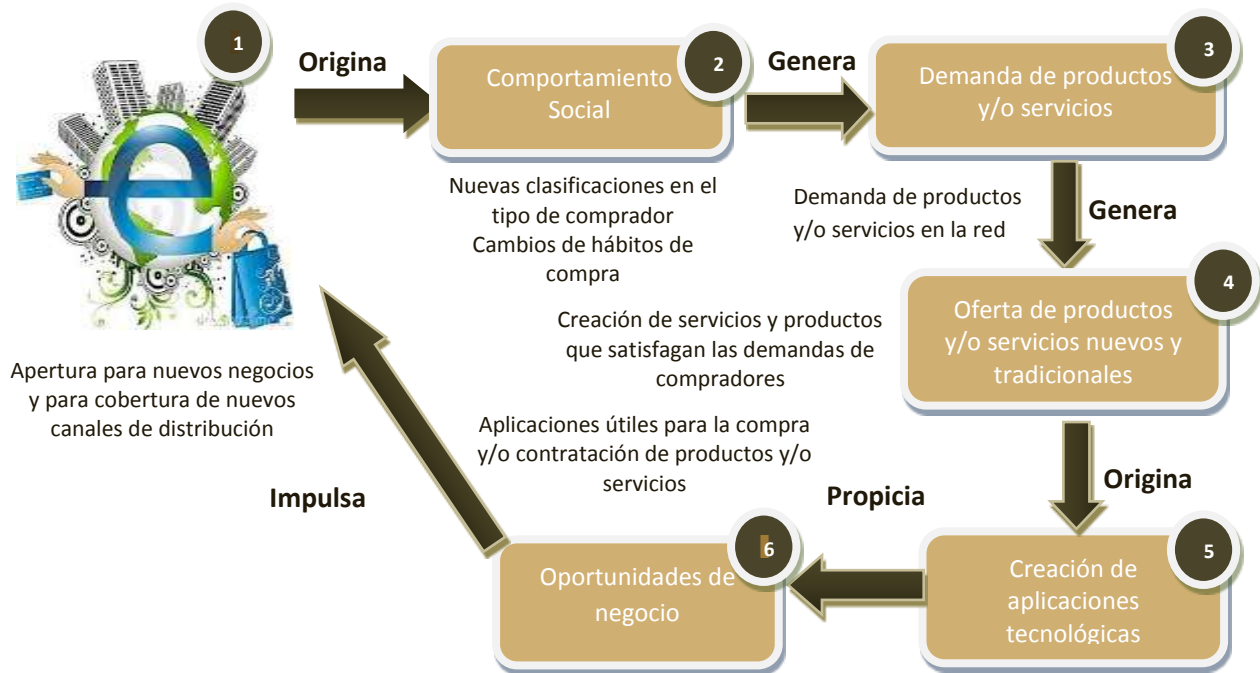 1
Origina
Comportamiento
Social
2
Genera
Demanda de productos
y/o servicios
3
Nuevas clasificaciones en el
tipo de comprador
Cambios de hábitos de
compra
Demanda de productos
y/o servicios en la red
Genera
4
Oferta de productos
y/o servicios nuevos y
tradicionales
Creación de servicios y productos
que satisfagan las demandas de
compradores
Apertura para nuevos negocios
y para cobertura de nuevos
canales de distribución
Aplicaciones útiles para la compra
y/o contratación de productos y/o
servicios
Impulsa
Propicia
Origina
5
Creación de
aplicaciones
tecnológicas
6
Oportunidades de
negocio
e